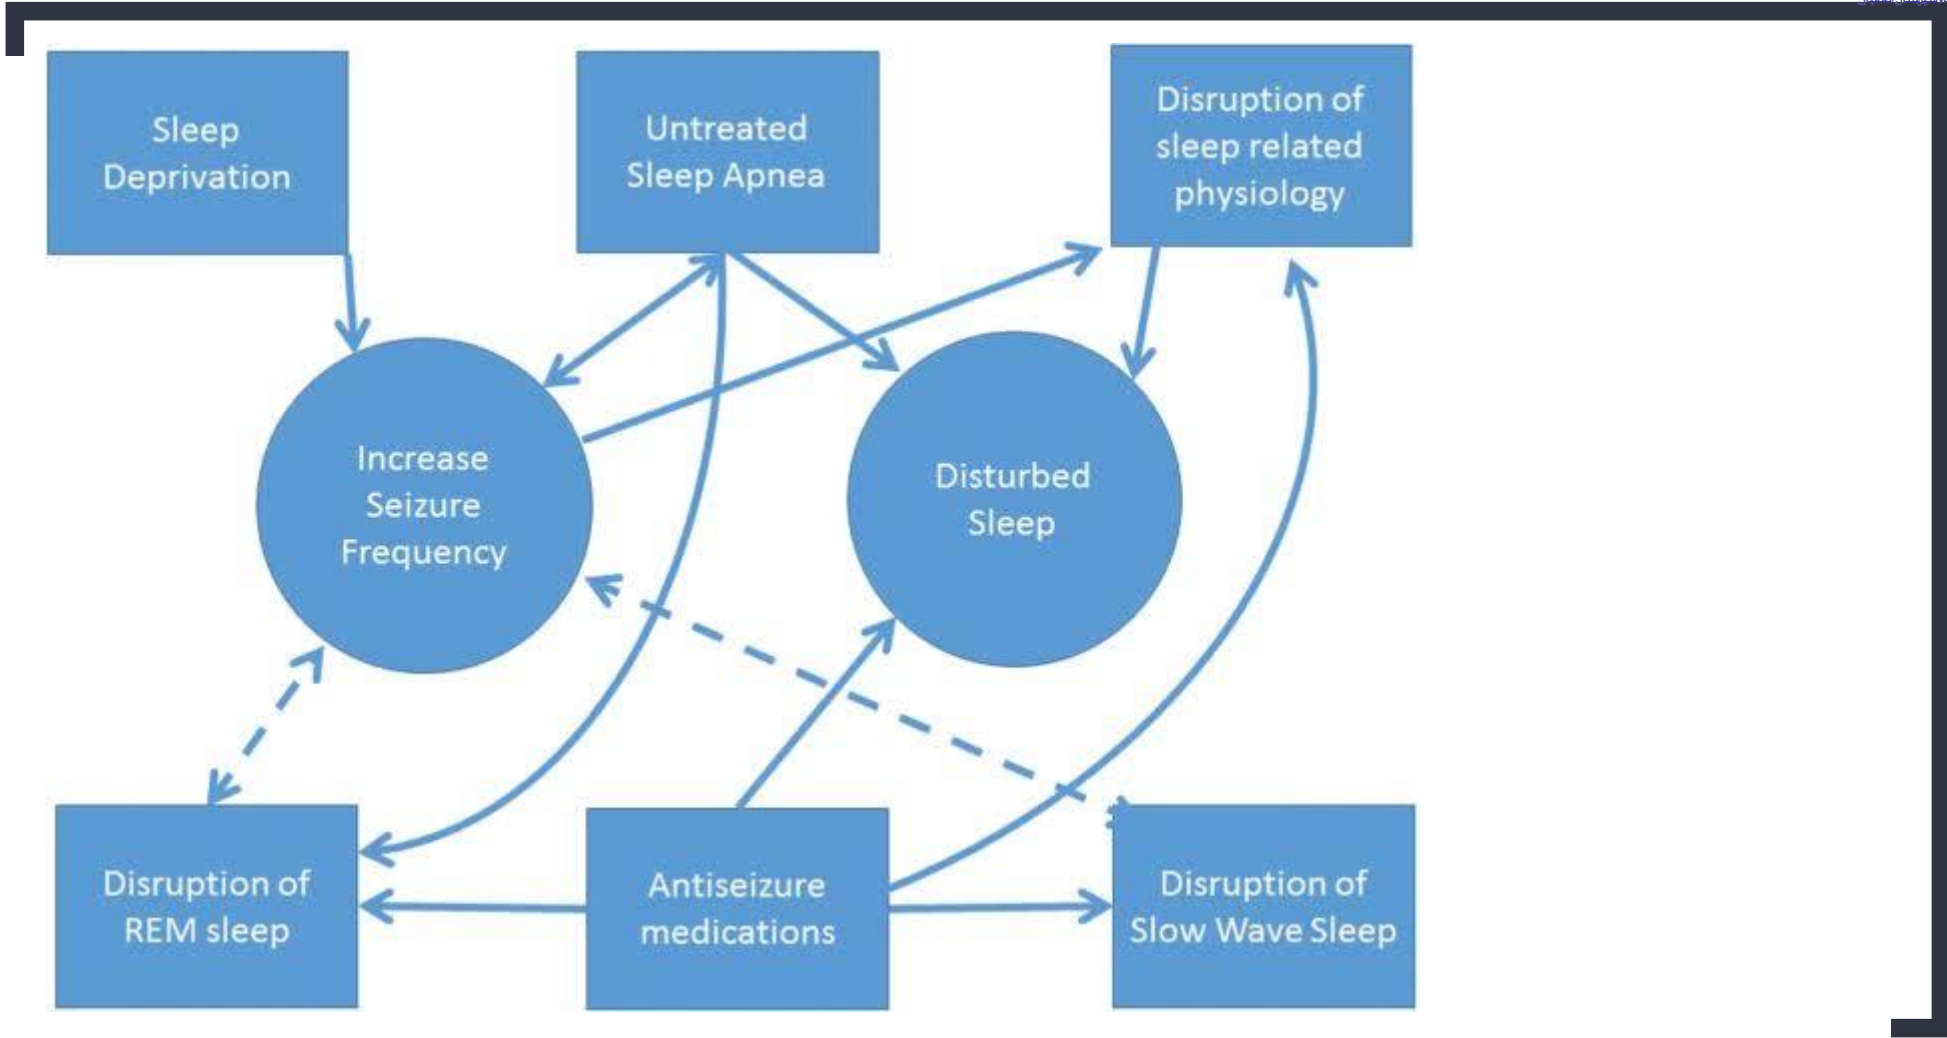 Sleep
Deprivation
Untreated
Sleep Apnea
Disruption of
sleep related
physiology
Increase
Seizure
Frequency
Disturbed
Sleep
Disruption of
REM sleep
Antiseizure
medications
Disruption of
Slow Wave Sleep